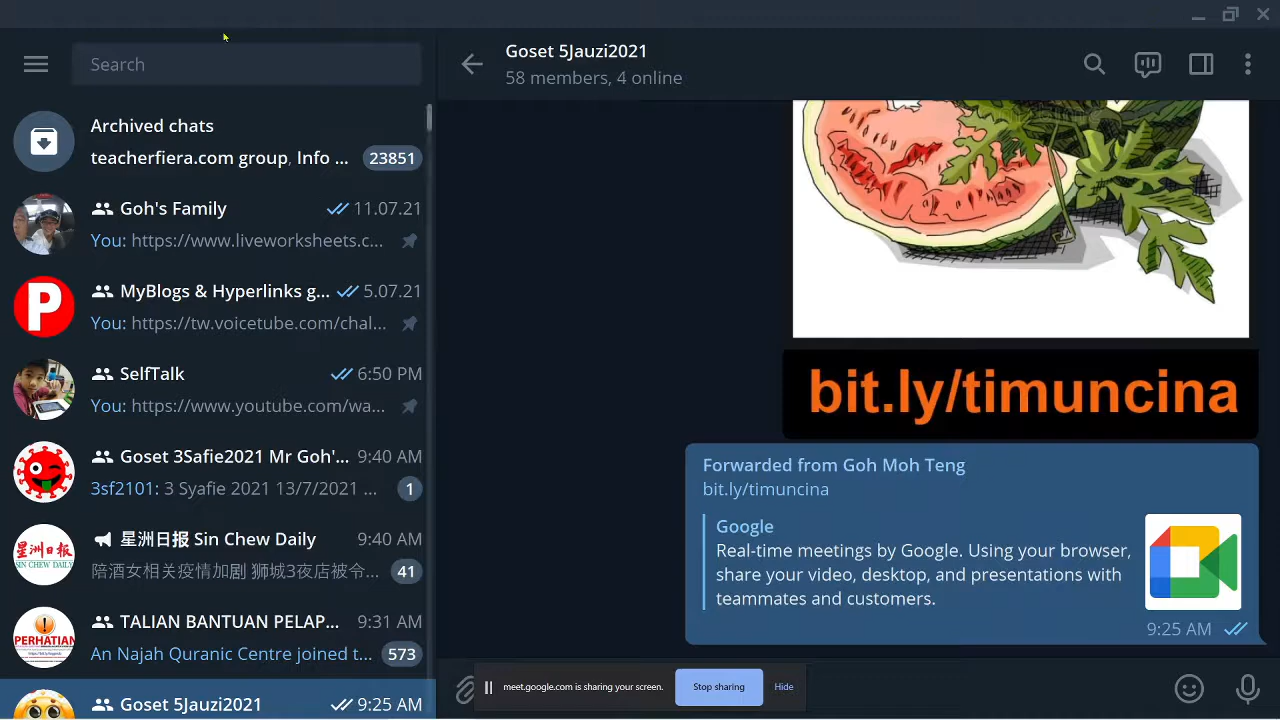 Search
Archived chats
teacherfiera.com group, Info ...
23851
Goh's Family
11.07.21
You: https://www.liveworksheets.c...
MyBlogs & Hyperlinks g...
5.07.21
You: https://tw.voicetube.com/chal...
SelfTalk
6:50 PM
You: https://www.youtube.com/wa...
Goset 3Safie2021 Mr Goh'...
9:40 AM
3sf2101: 3 Syafie 2021 13/7/2021 ...
1
星洲日报 Sin Chew Daily
9:40 AM
陪酒女相关疫情加剧 狮城3夜店被令...
41
TALIAN BANTUAN PELAP...
9:31 AM
An Najah Quranic Centre joined t...
573
Goset 5Jauzi2021
9:25 AM
P
星洲日报
SIN CHEW DAILY
PERHATIAN
Goset 5Jauzi2021
58 members, 4 online
bit.ly/timuncina
Forwarded from Goh Moh Teng
bit.ly/timuncina
Google
Real-time meetings by Google. Using your browser,
share your video, desktop, and presentations with
teammates and customers.
9:25 AM
meet.google.com is sharing your screen.
Stop sharing
Hide